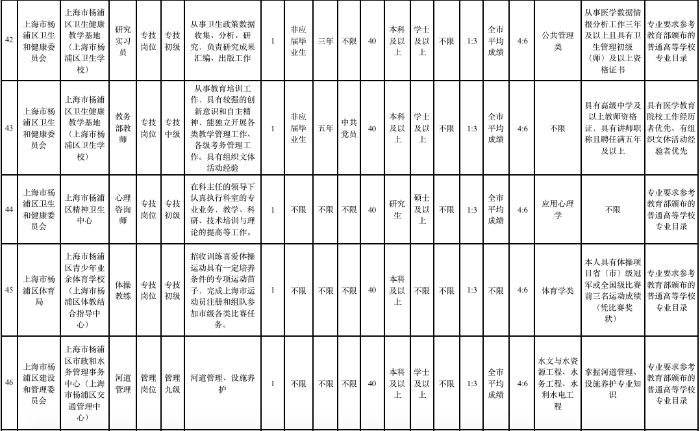 42 上海市杨浦区卫生和健康委员会 上海市杨浦区卫生健康教学基地（上海市杨浦区卫生学校） 研究实习员 专技岗位 专技初级 从事卫生政策数据收集、分析、研究，负责研究成果汇编、出版工作 1 非应届毕业生 三年 不限 40 本科及以上 学士及以上 不限 1:3 全市平均成绩 4:6 公共管理类 从事医学数据情报分析工作三年及以上且具有卫生管理初级（师）及以上资格证书 专业要求参考教育部颁布的普通高等学校专业目录
43 上海市杨浦区卫生和健康委员会 上海市杨浦区卫生健康教学基地（上海市杨浦区卫生学校） 教务部教师 专技岗位 专技中级 从事教育培训工作，具有较强的创新意识和自主精神，能独立开展各类教学管理工作、各级考务管理工作。具有组织文体活动经验 1 非应届毕业生 五年 中共党员 40 本科及以上 学士及以上 不限 1:3 全市平均成绩 4:6 不限 具有高级中学及以上教师资格证，具有讲师职称且聘任满五年及以上 具有医学教育院校工作经历者优先、有组织文体活动经验者优先
44 上海市杨浦区卫生和健康委员会 上海市杨浦区精神卫生中心 心理咨询师 专技岗位 专技初级 在科主任的领导下认真执行科室的专业业务、教学、科研、技术培训与理论的提高等工作。 1 不限 不限 不限 40 研究生 硕士及以上 不限 1:3 全市平均成绩 4:6 应用心理学 不限 专业要求参考教育部颁布的普通高等学校专业目录
45 上海市杨浦区体育局 上海市杨浦区青少年业余体育学校（上海市杨浦区体教结合指导中心） 体操教练 专技岗位 专技初级 招收训练喜爱体操运动具有一定培养条件的专项运动苗子，完成上海市运动员注册和组队参加市级各类比赛任务。 1 不限 不限 不限 40 本科及以上 不限 不限 1:3 全市平均成绩 4:6 体育学类 本人具有体操项目省（市）级冠军或全国级比赛前三名运动成绩（凭比赛奖状） 专业要求参考教育部颁布的普通高等学校专业目录
46 上海市杨浦区建设和管理委员会 上海市杨浦区市政和水务管理事务中心（上海市杨浦区交通管理中心） 河道管理 管理岗位 管理九级 河道管理、设施养护 1 不限 不限 不限 40 本科及以上 学士及以上 不限 1:3 全市平均成绩 4:6 水文与水资源工程、水务工程、水利水电工程 掌握河道管理、设施养护专业知识 专业要求参考教育部颁布的普通高等学校专业目录